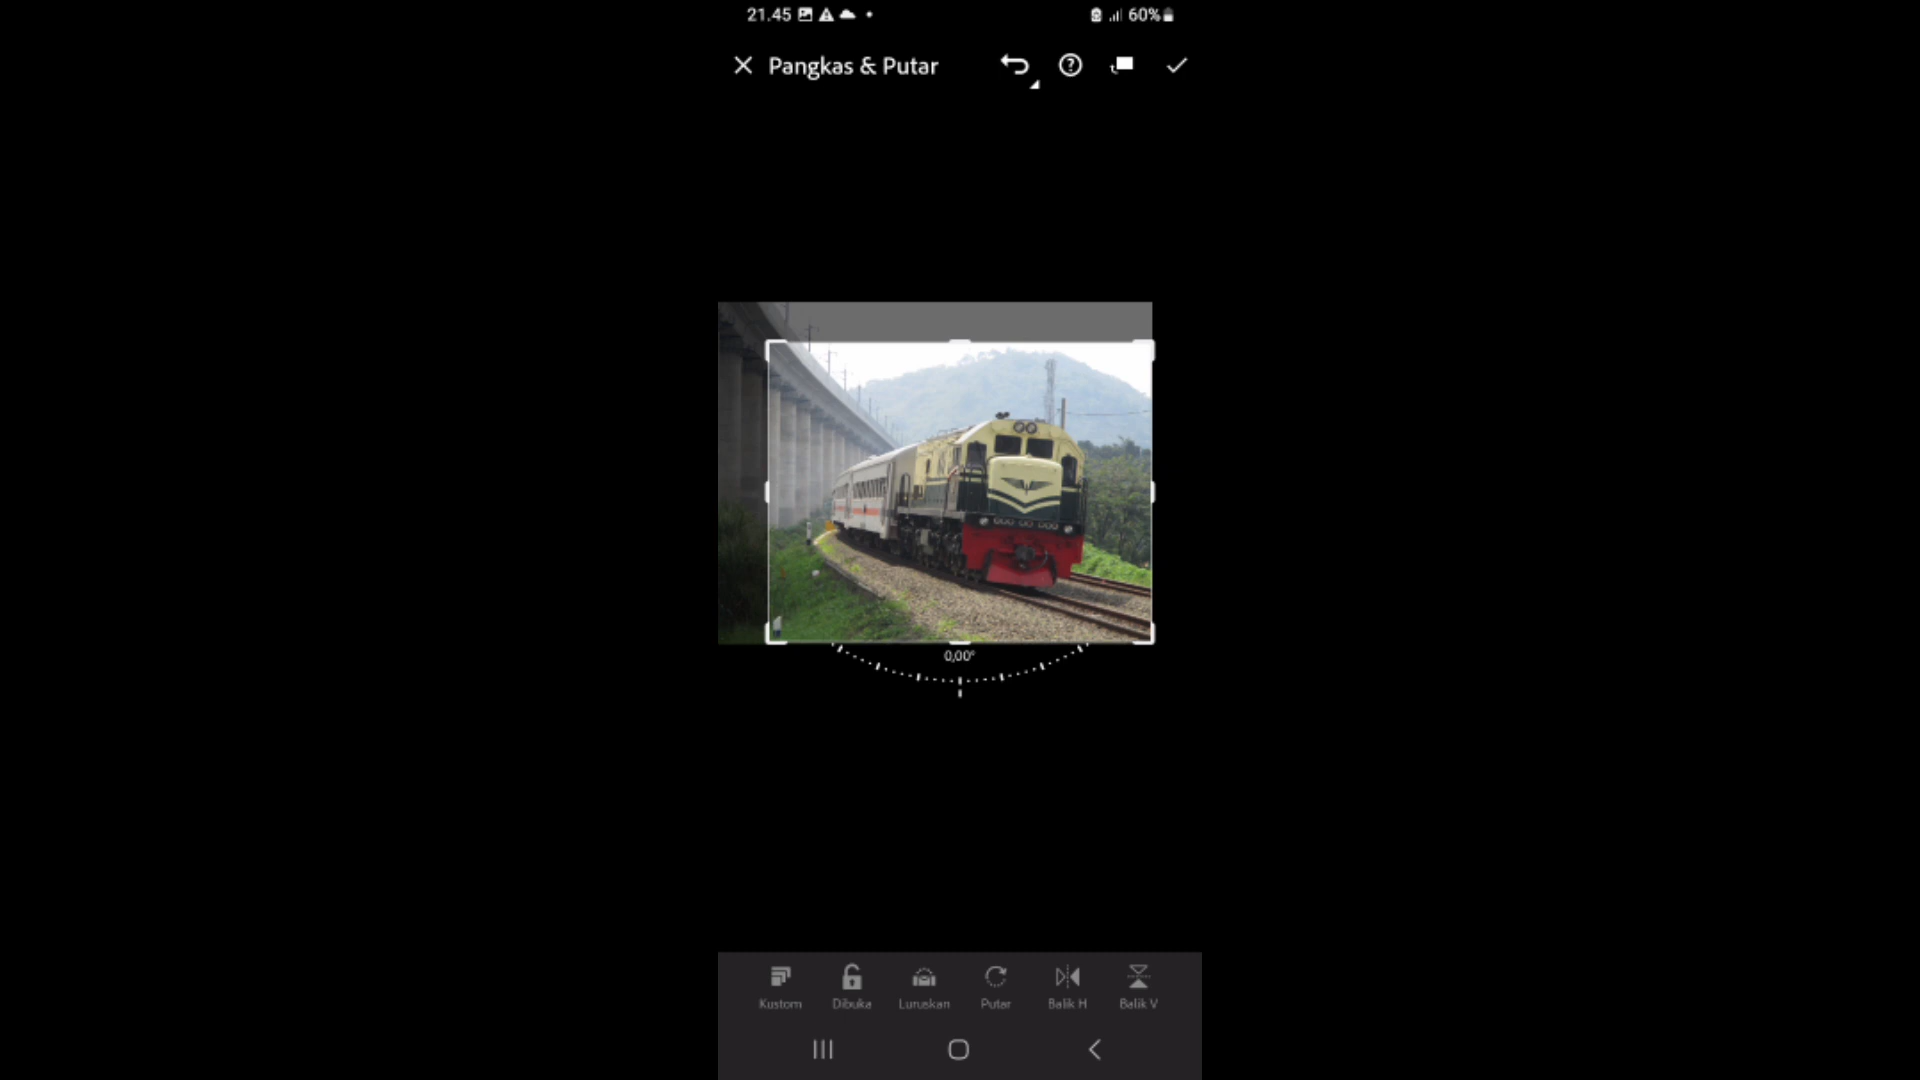 21.45 60%
Pangkas & Putar
0,00°
Kustom Dibuka Luruskan Putar Balik H Balik V